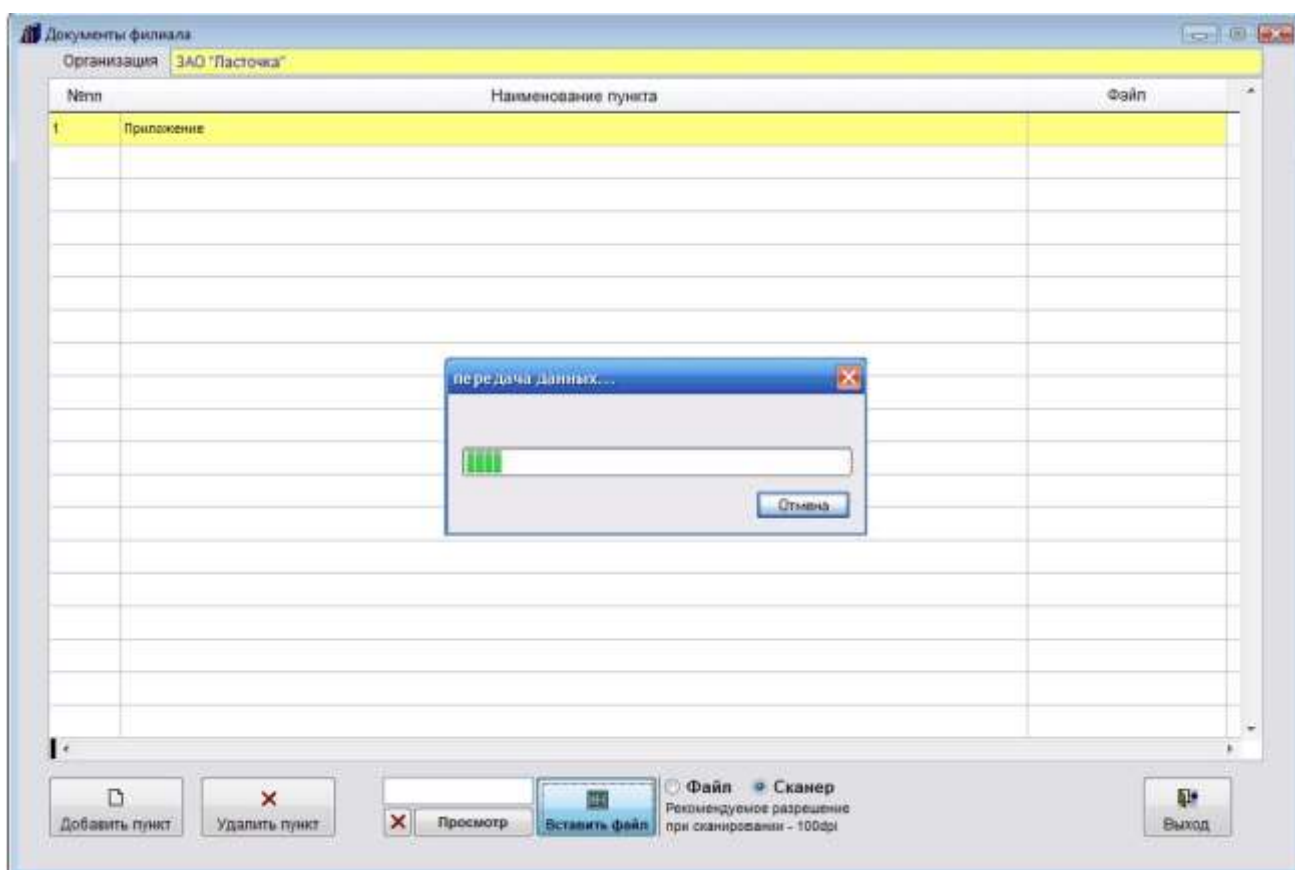 Документы филиала
Организация ЗАО "Ласточка"
№пп Наименование пункта Файл
1 Приложение
передача данных...
Отмена
Файл Сканер
Рекомендуемое разрешение
при сканировании - 100dpi
Добавить пункт Удалить пункт Просмотр Вставить файл Выход